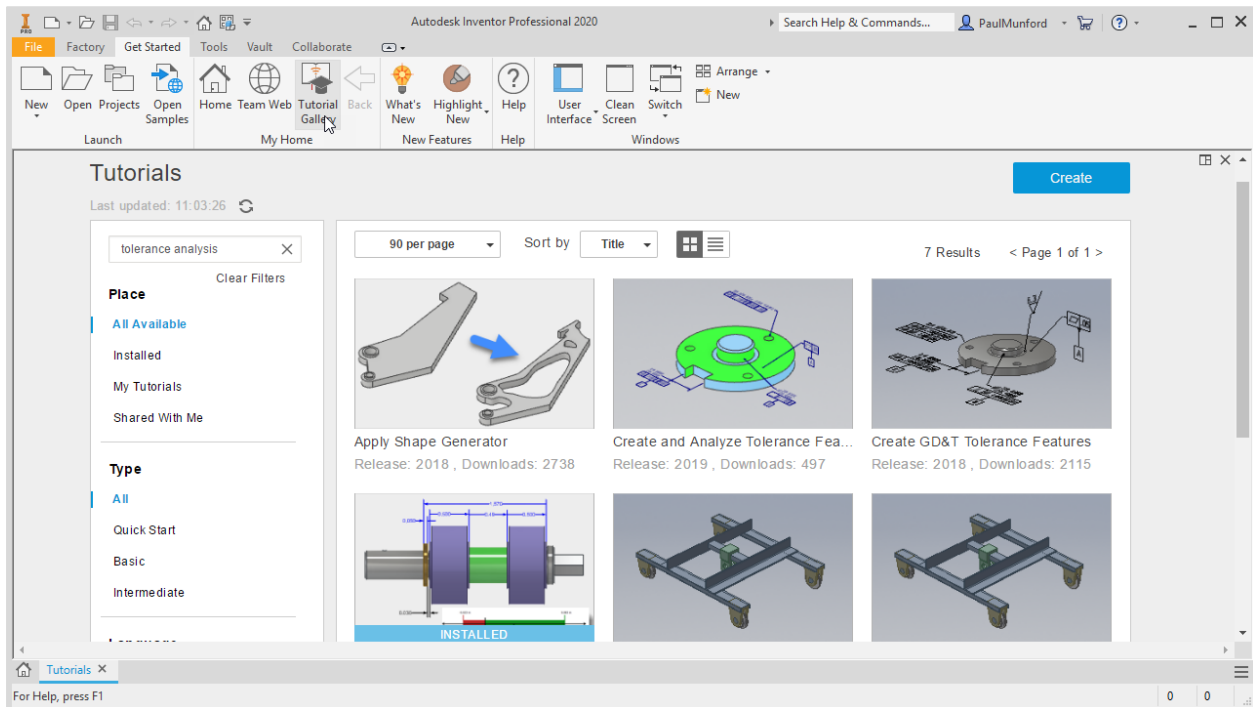 PRO
Autodesk Inventor Professional 2020
Search Help & Commands...
PaulMunford
File Factory Get Started Tools Vault Collaborate
New Open Projects Open Samples
Home Team Web Tutorial Gallery Back
What's New Highlight New
Help
User Interface Clean Screen Switch
Arrange
New
Launch My Home New Features Help Windows
Tutorials
Create
Last updated: 11:03:26
tolerance analysis
90 per page Sort by Title
7 Results < Page 1 of 1 >
Clear Filters
Place
All Available
Installed
My Tutorials
Shared With Me
Type
All
Quick Start
Basic
Intermediate
Apply Shape Generator
Release: 2018 , Downloads: 2738
Create and Analyze Tolerance Fea...
Release: 2019 , Downloads: 497
Create GD&T Tolerance Features
Release: 2018 , Downloads: 2115
INSTALLED
Tutorials
For Help, press F1
0 0